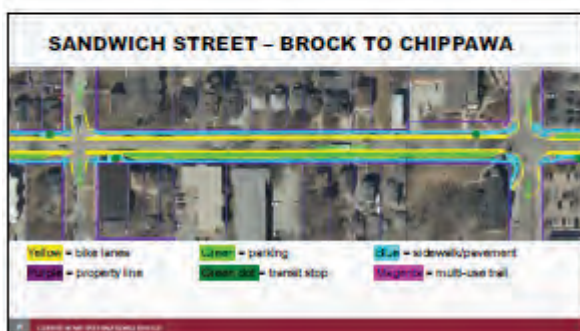 SANDWICH STREET – BROCK TO CHIPPAWA
Yellow = bike lanes Green = parking Blue = sidewalk/pavement
Purple = property line Green dot = transit stop Magenta = multi-use trail